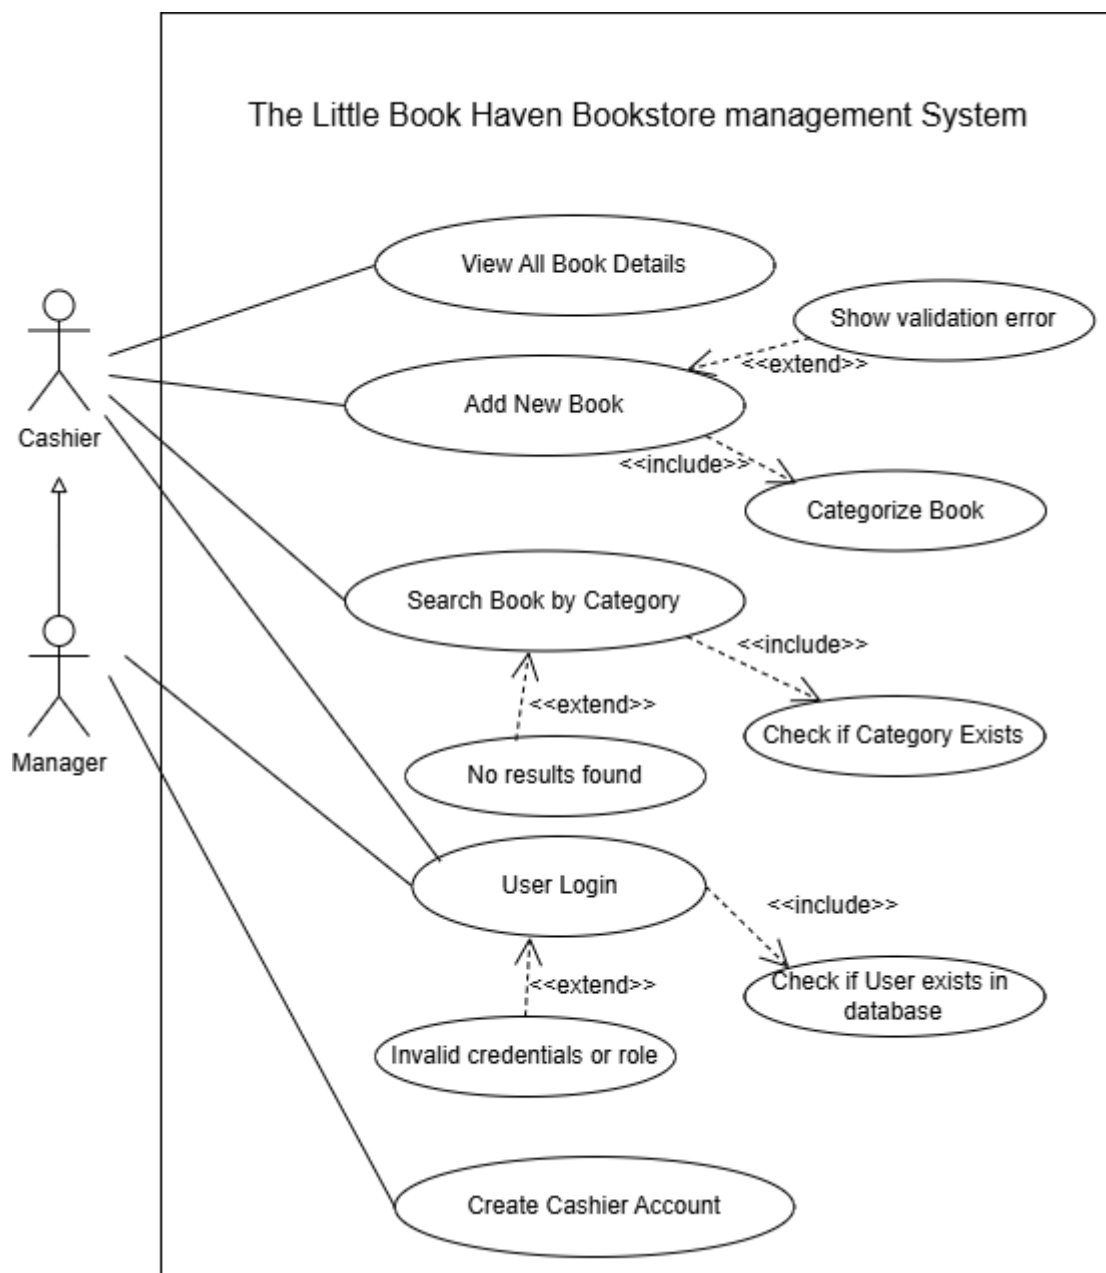 The Little Book Haven Bookstore management System
View All Book Details
Show validation error
<<extend>>
Add New Book
Cashier
<<include>>
Categorize Book
Search Book by Category
<<include>>
<<extend>>
Check if Category Exists
Manager
No results found
User Login
<<include>>
<<extend>>
Check if User exists in
database
Invalid credentials or role
Create Cashier Account